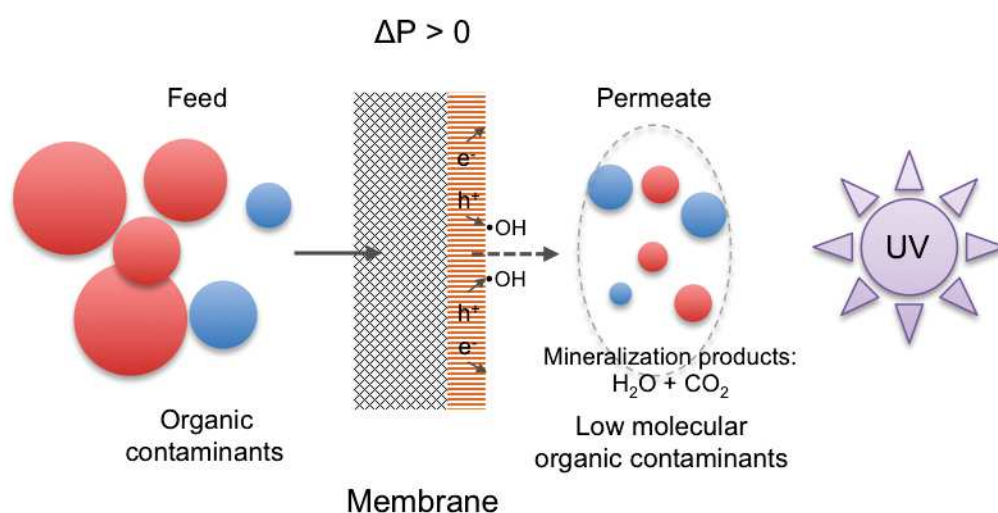 ΔP > 0
Feed
Permeate
e⁻
h⁺
•OH
•OH
h⁺
e⁻
UV
Mineralization products:
H₂O + CO₂
Organic
contaminants
Low molecular
organic contaminants
Membrane